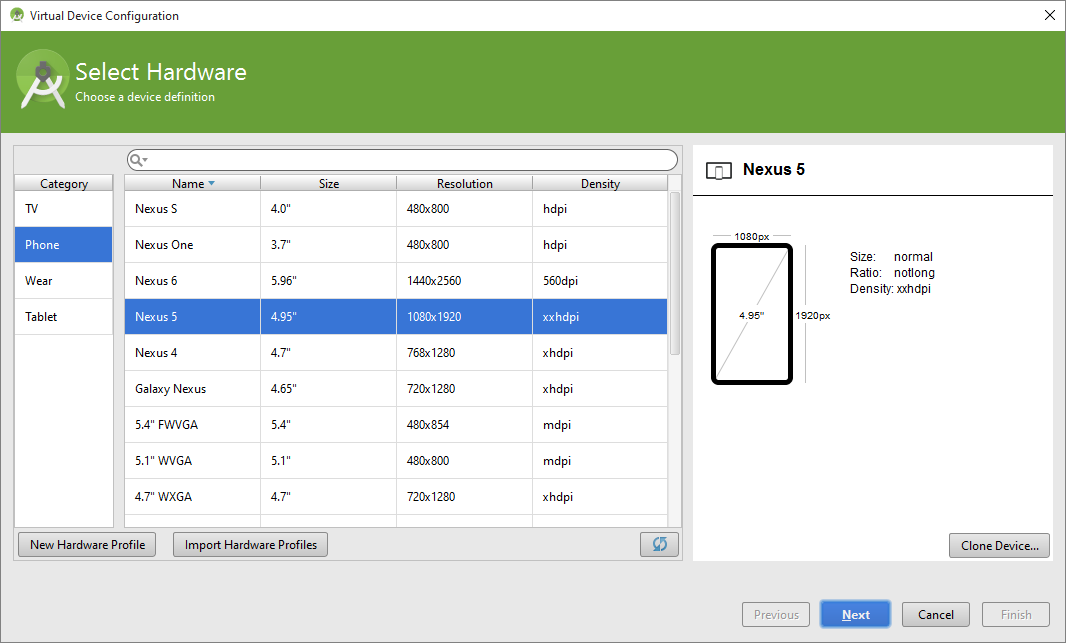 Virtual Device Configuration
Select Hardware
Choose a device definition
Category
TV
Phone
Wear
Tablet
Name Size Resolution Density
Nexus S 4.0" 480x800 hdpi
Nexus One 3.7" 480x800 hdpi
Nexus 6 5.96" 1440x2560 560dpi
Nexus 5 4.95" 1080x1920 xxhdpi
Nexus 4 4.7" 768x1280 xhdpi
Galaxy Nexus 4.65" 720x1280 xhdpi
5.4" FWVGA 5.4" 480x854 mdpi
5.1" WVGA 5.1" 480x800 mdpi
4.7" WXGA 4.7" 720x1280 xhdpi
New Hardware Profile Import Hardware Profiles
Nexus 5
1080px
4.95"
1920px
Size: normal
Ratio: notlong
Density: xxhdpi
Clone Device...
Previous Next Cancel Finish